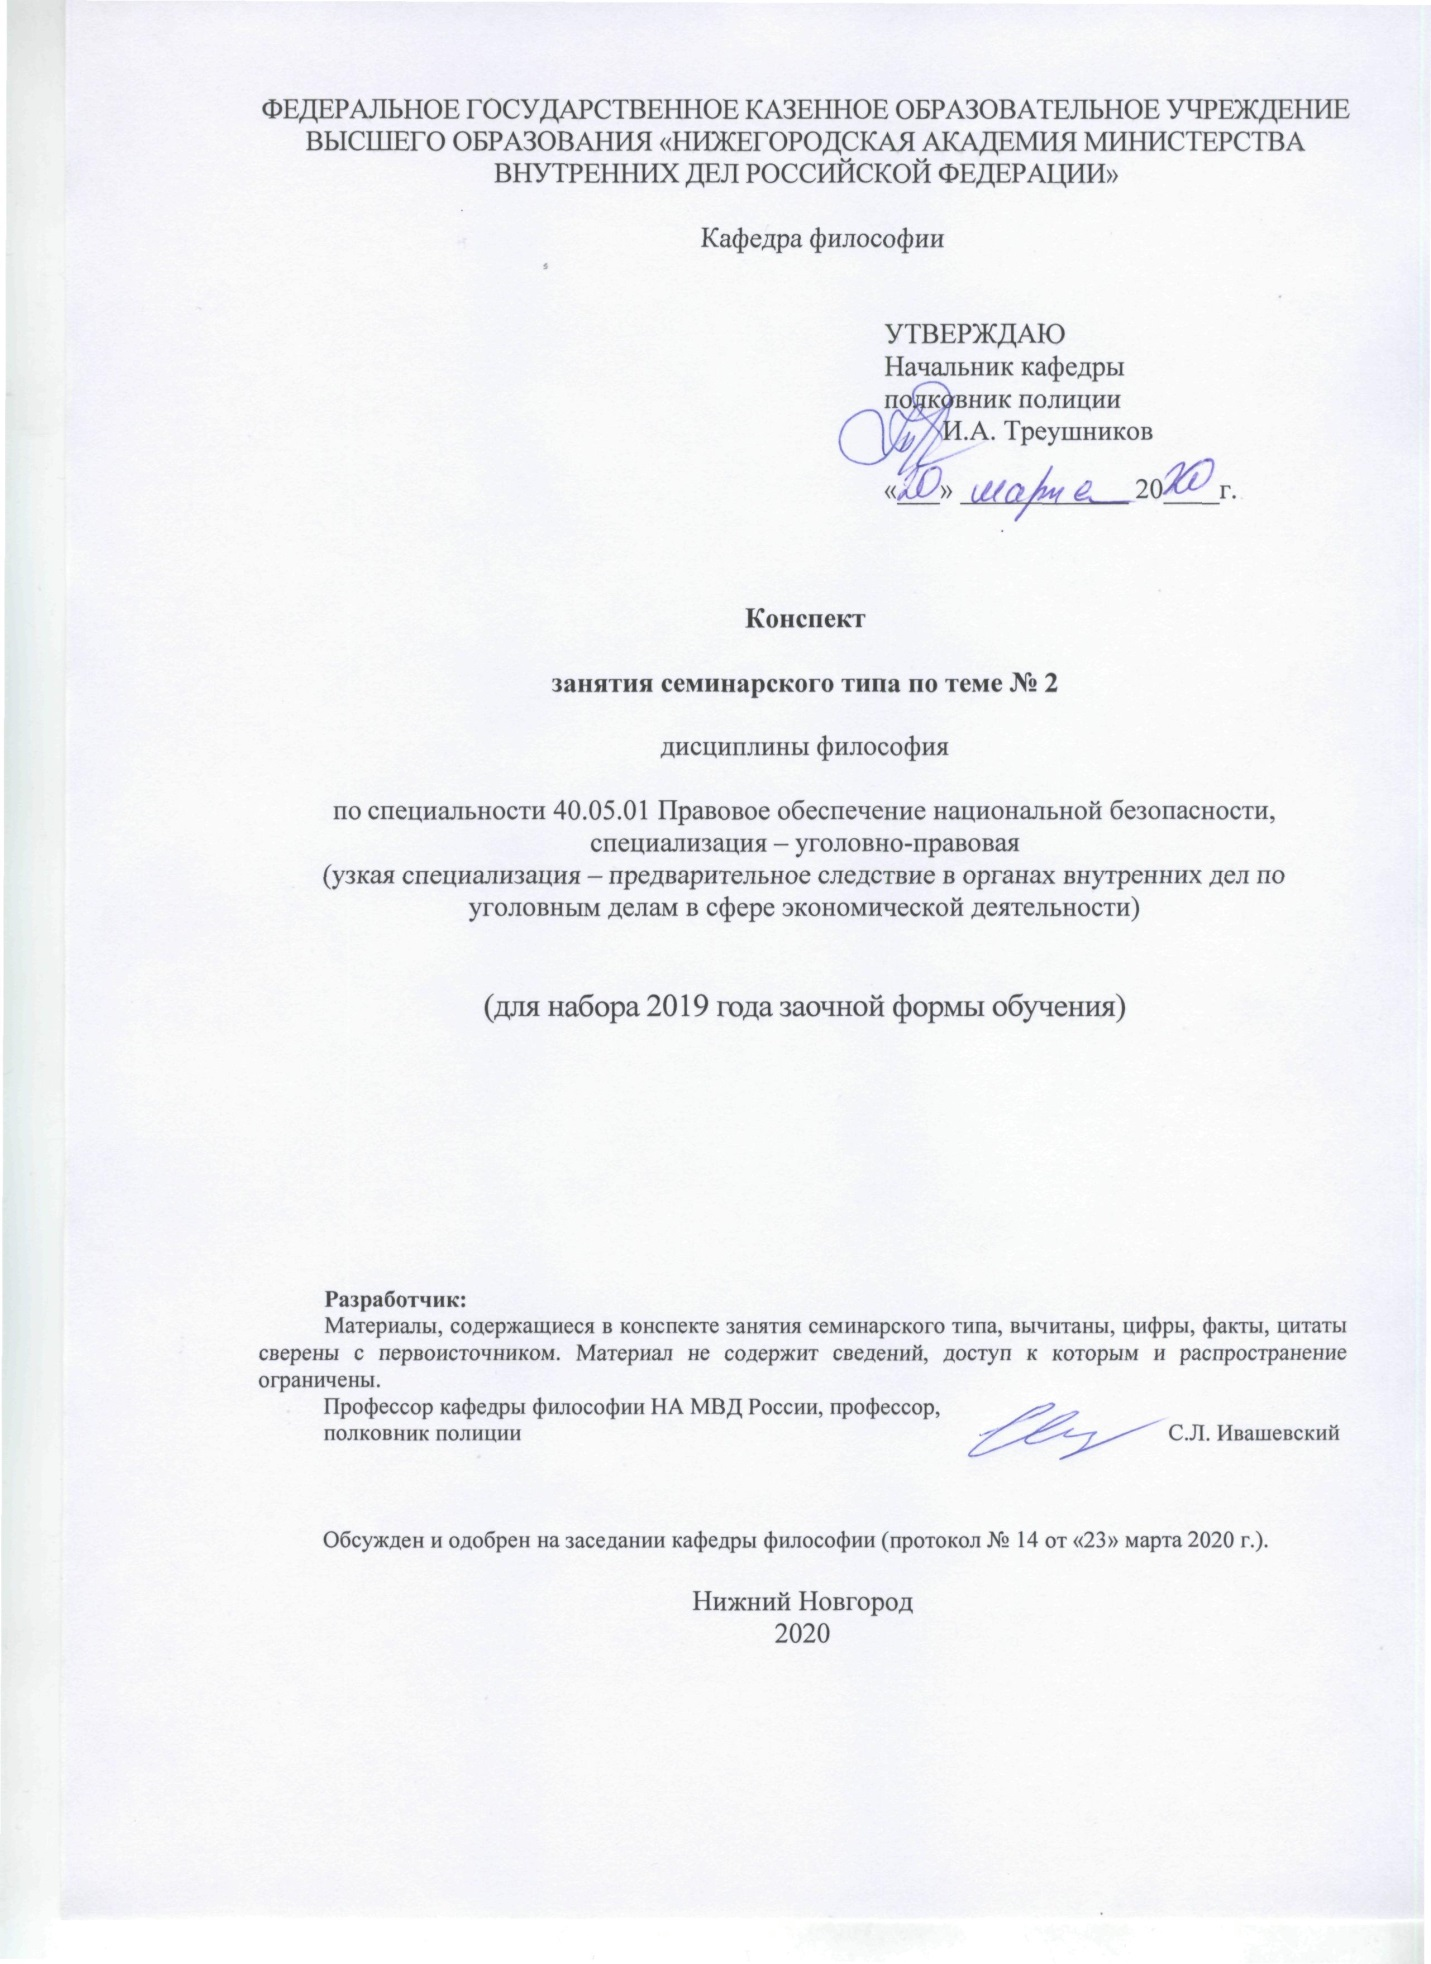 ФЕДЕРАЛЬНОЕ ГОСУДАРСТВЕННОЕ КАЗЕННОЕ ОБРАЗОВАТЕЛЬНОЕ УЧРЕЖДЕНИЕ
ВЫСШЕГО ОБРАЗОВАНИЯ «НИЖЕГОРОДСКАЯ АКАДЕМИЯ МИНИСТЕРСТВА
ВНУТРЕННИХ ДЕЛ РОССИЙСКОЙ ФЕДЕРАЦИИ»
Кафедра философии
УТВЕРЖДАЮ
Начальник кафедры
полковник полиции
И.А. Треушников
«20» марта 2020 г.
Конспект
занятия семинарского типа по теме № 2
дисциплины философия
по специальности 40.05.01 Правовое обеспечение национальной безопасности,
специализация – уголовно-правовая
(узкая специализация – предварительное следствие в органах внутренних дел по
уголовным делам в сфере экономической деятельности)
(для набора 2019 года заочной формы обучения)
Разработчик:
Материалы, содержащиеся в конспекте занятия семинарского типа, вычитаны, цифры, факты, цитаты
сверены с первоисточником. Материал не содержит сведений, доступ к которым и распространение
ограничены.
Профессор кафедры философии НА МВД России, профессор,
полковник полиции С.Л. Ивашевский
Обсужден и одобрен на заседании кафедры философии (протокол № 14 от «23» марта 2020 г.).
Нижний Новгород
2020